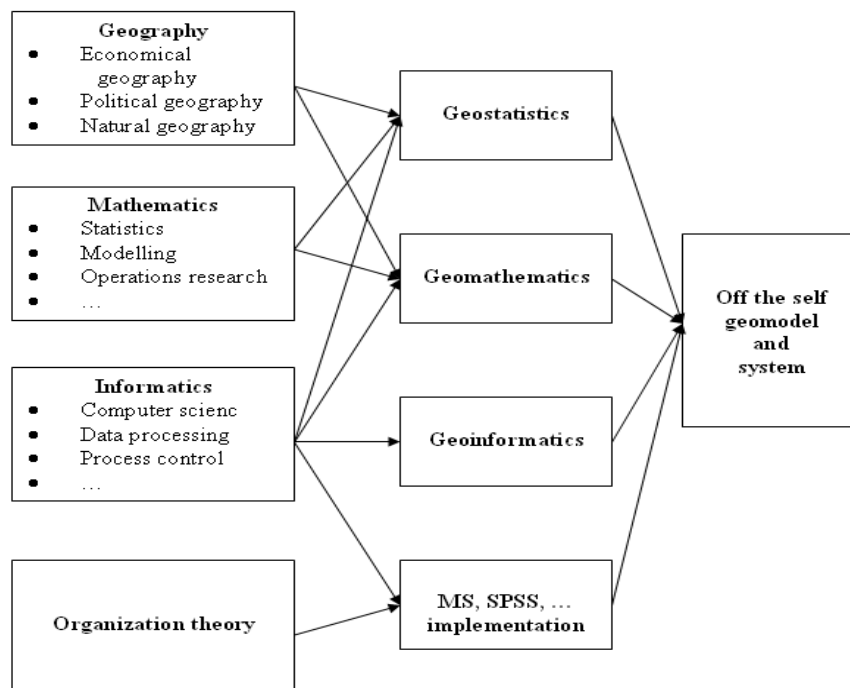 Geography
● Economical
geography
● Political geography
● Natural geography
Mathematics
● Statistics
● Modelling
● Operations research
● …
Informatics
● Computer scienc
● Data processing
● Process control
● …
Organization theory
Geostatistics
Geomathematics
Geoinformatics
MS, SPSS, …
implementation
Off the self
geomodel
and
system